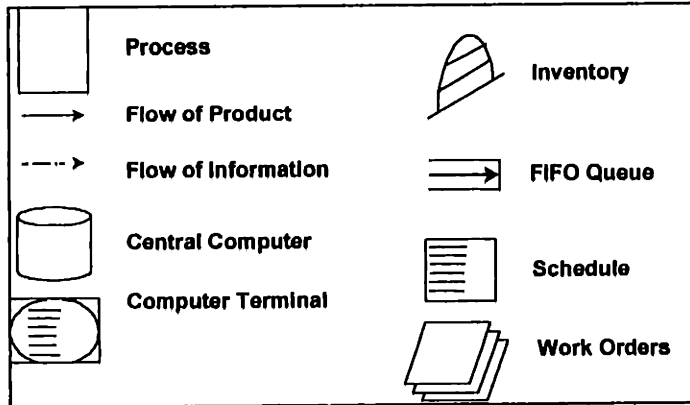 Process
Flow of Product
Flow of Information
Central Computer
Computer Terminal
Inventory
FIFO Queue
Schedule
Work Orders